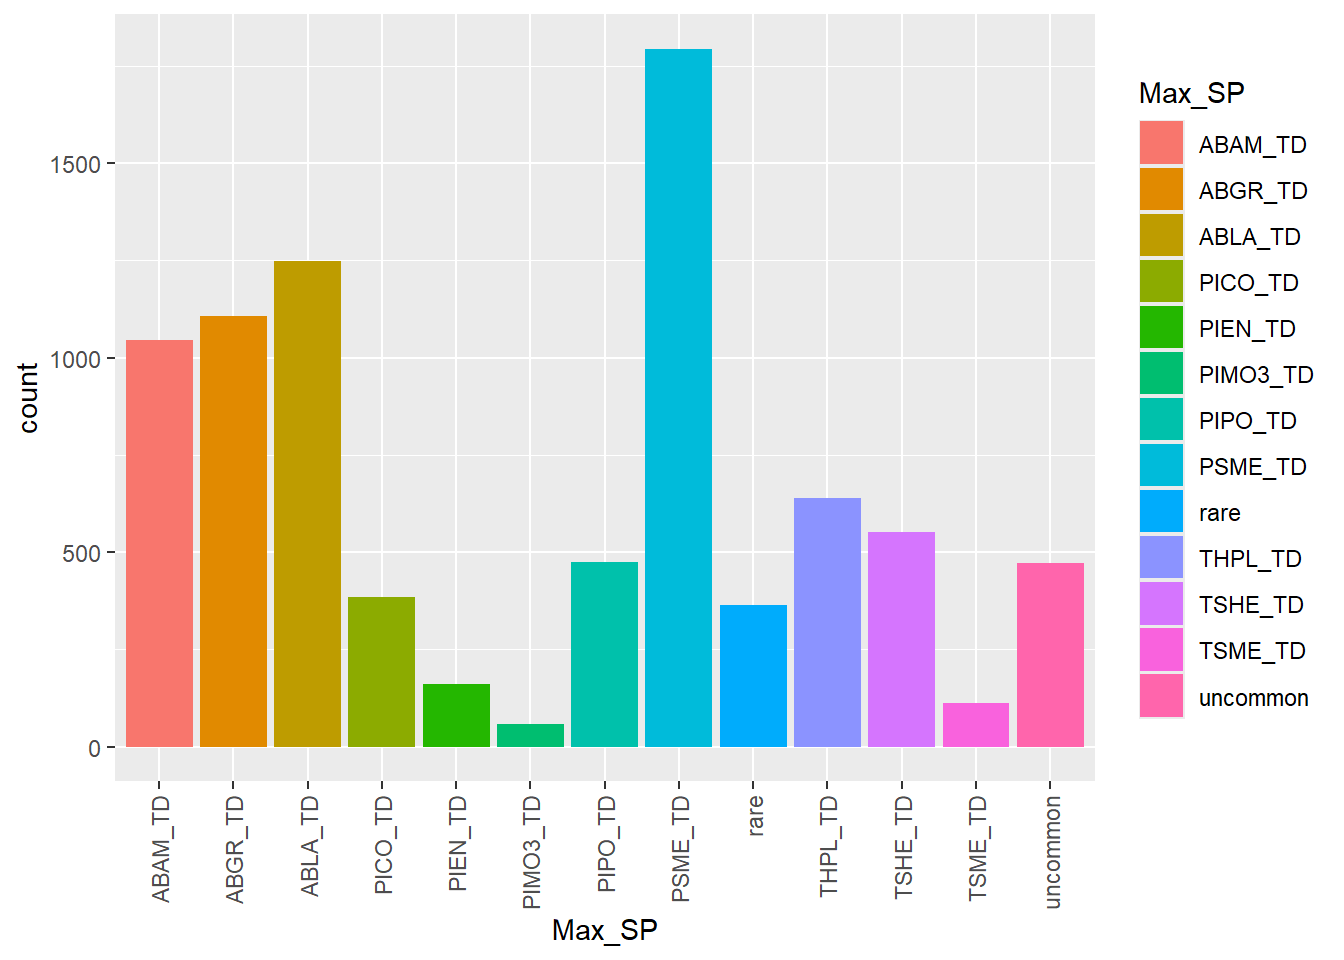 count
1500
1000
500
0
ABAM_TD
ABGR_TD
ABLA_TD
PICO_TD
PIEN_TD
PIMO3_TD
PIPO_TD
PSME_TD
rare
THPL_TD
TSHE_TD
TSME_TD
uncommon
Max_SP
Max_SP
ABAM_TD
ABGR_TD
ABLA_TD
PICO_TD
PIEN_TD
PIMO3_TD
PIPO_TD
PSME_TD
rare
THPL_TD
TSHE_TD
TSME_TD
uncommon